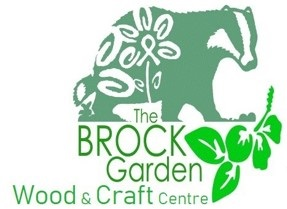 The
BROCK
Garden
Wood & Craft Centre